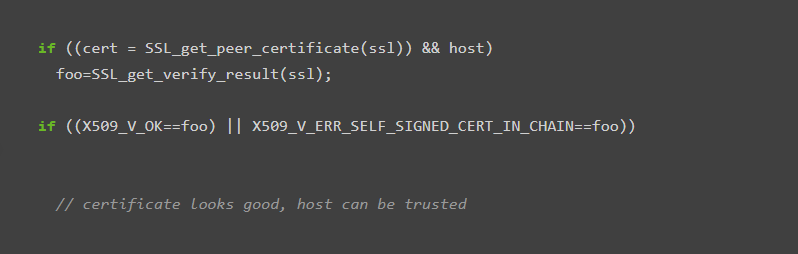 if ((cert = SSL_get_peer_certificate(ssl)) && host)
foo=SSL_get_verify_result(ssl);
if ((X509_V_OK==foo) || X509_V_ERR_SELF_SIGNED_CERT_IN_CHAIN==foo))
// certificate looks good, host can be trusted